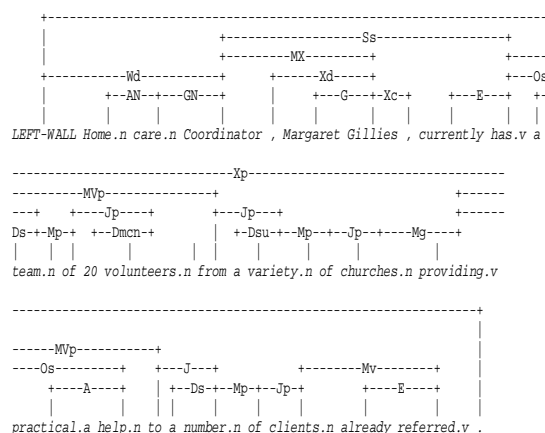 Ss
MX
Wd Xd Os
AN GN G Xc E
LEFT-WALL Home.n care.n Coordinator , Margaret Gillies , currently has.v a
Xp
MVp
Jp Jp
Ds Mp Dmcn Dsu Mp Jp Mg
team.n of 20 volunteers.n from a variety.n of churches.n providing.v
MVp
Os J Mv
A Ds Mp Jp E
practical.a help.n to a number.n of clients.n already referred.v .